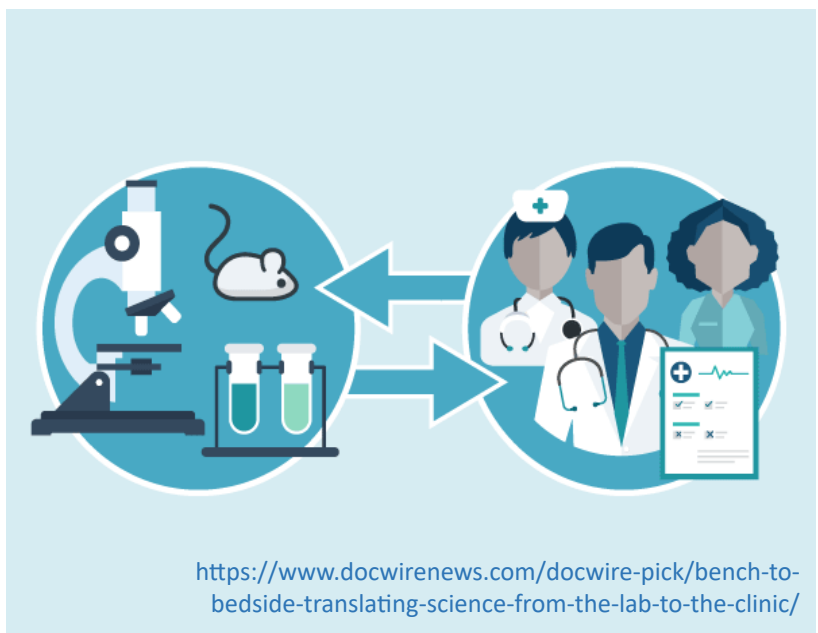 https://www.docwirenews.com/docwire-pick/bench-to-
bedside-translating-science-from-the-lab-to-the-clinic/